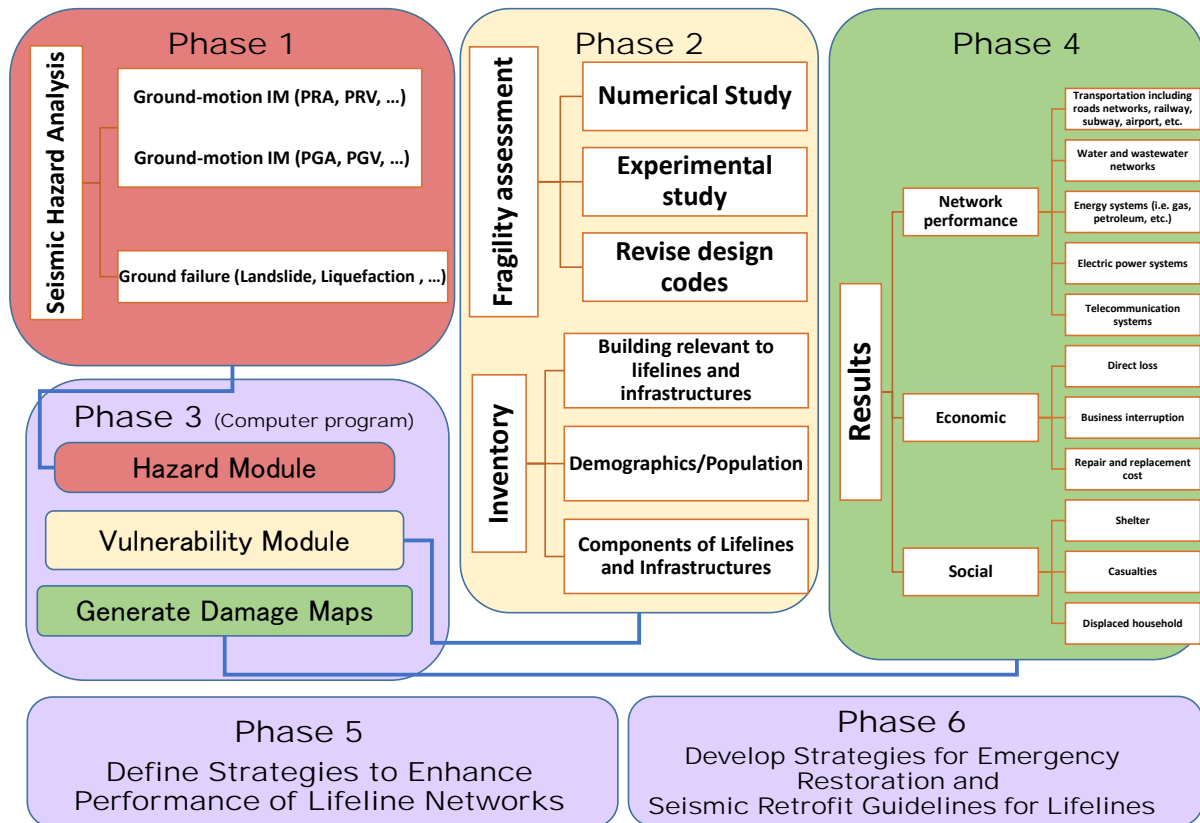 Phase 1
Seismic Hazard Analysis
Ground-motion IM (PRA, PRV, ...)
Ground-motion IM (PGA, PGV, ...)
Ground failure (Landslide, Liquefaction , ...)
Phase 2
Fragility assessment
Numerical Study
Experimental
study
Revise design
codes
Inventory
Building relevant to
lifelines and
infrastructures
Demographics/Population
Components of Lifelines
and Infrastructures
Phase 3 (Computer program)
Hazard Module
Vulnerability Module
Generate Damage Maps
Phase 4
Results
Network
performance
Transportation including
roads networks, railway,
subway, airport, etc.
Water and wastewater
networks
Energy systems (i.e. gas,
petroleum, etc.)
Electric power systems
Telecommunication
systems
Economic
Direct loss
Business interruption
Repair and replacement
cost
Social
Shelter
Casualties
Displaced household
Phase 5
Define Strategies to Enhance
Performance of Lifeline Networks
Phase 6
Develop Strategies for Emergency
Restoration and
Seismic Retrofit Guidelines for Lifelines